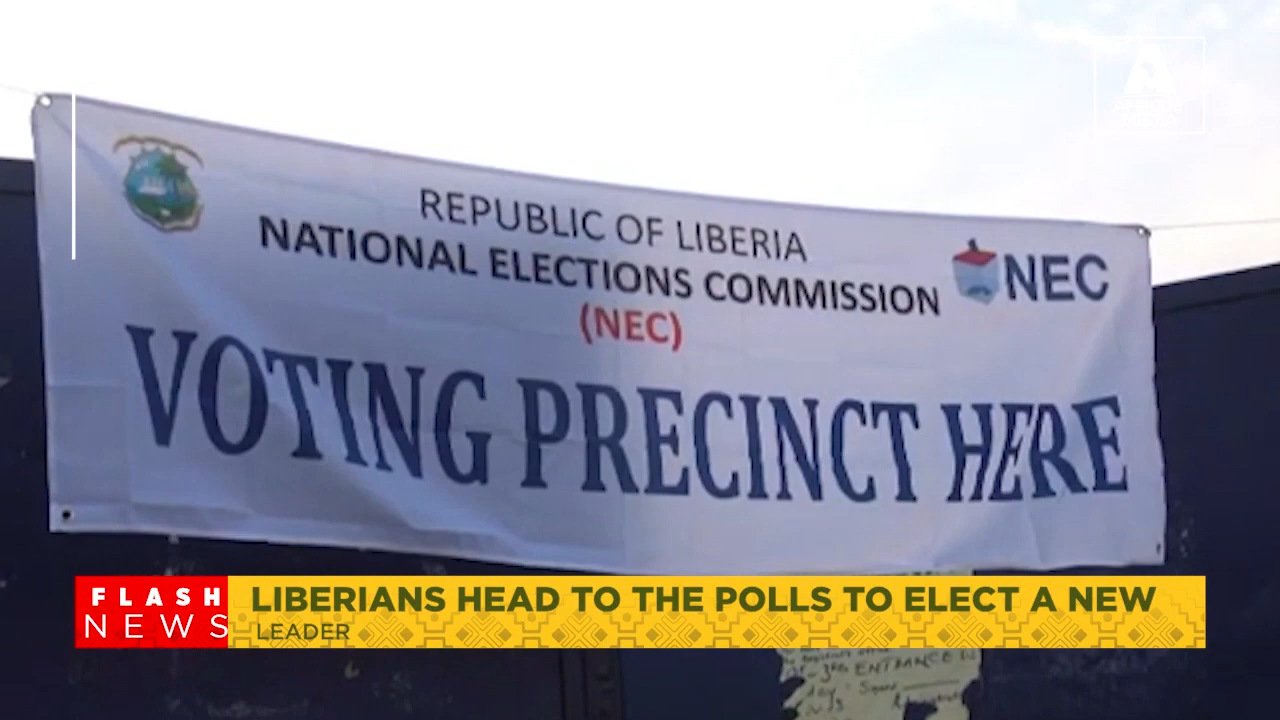 REPUBLIC OF LIBERIA
NATIONAL ELECTIONS COMMISSION
(NEC)
NEC
VOTING PRECINCT HERE
FLASH
NEWS
LIBERIANS HEAD TO THE POLLS TO ELECT A NEW
LEADER
ENTRANCE